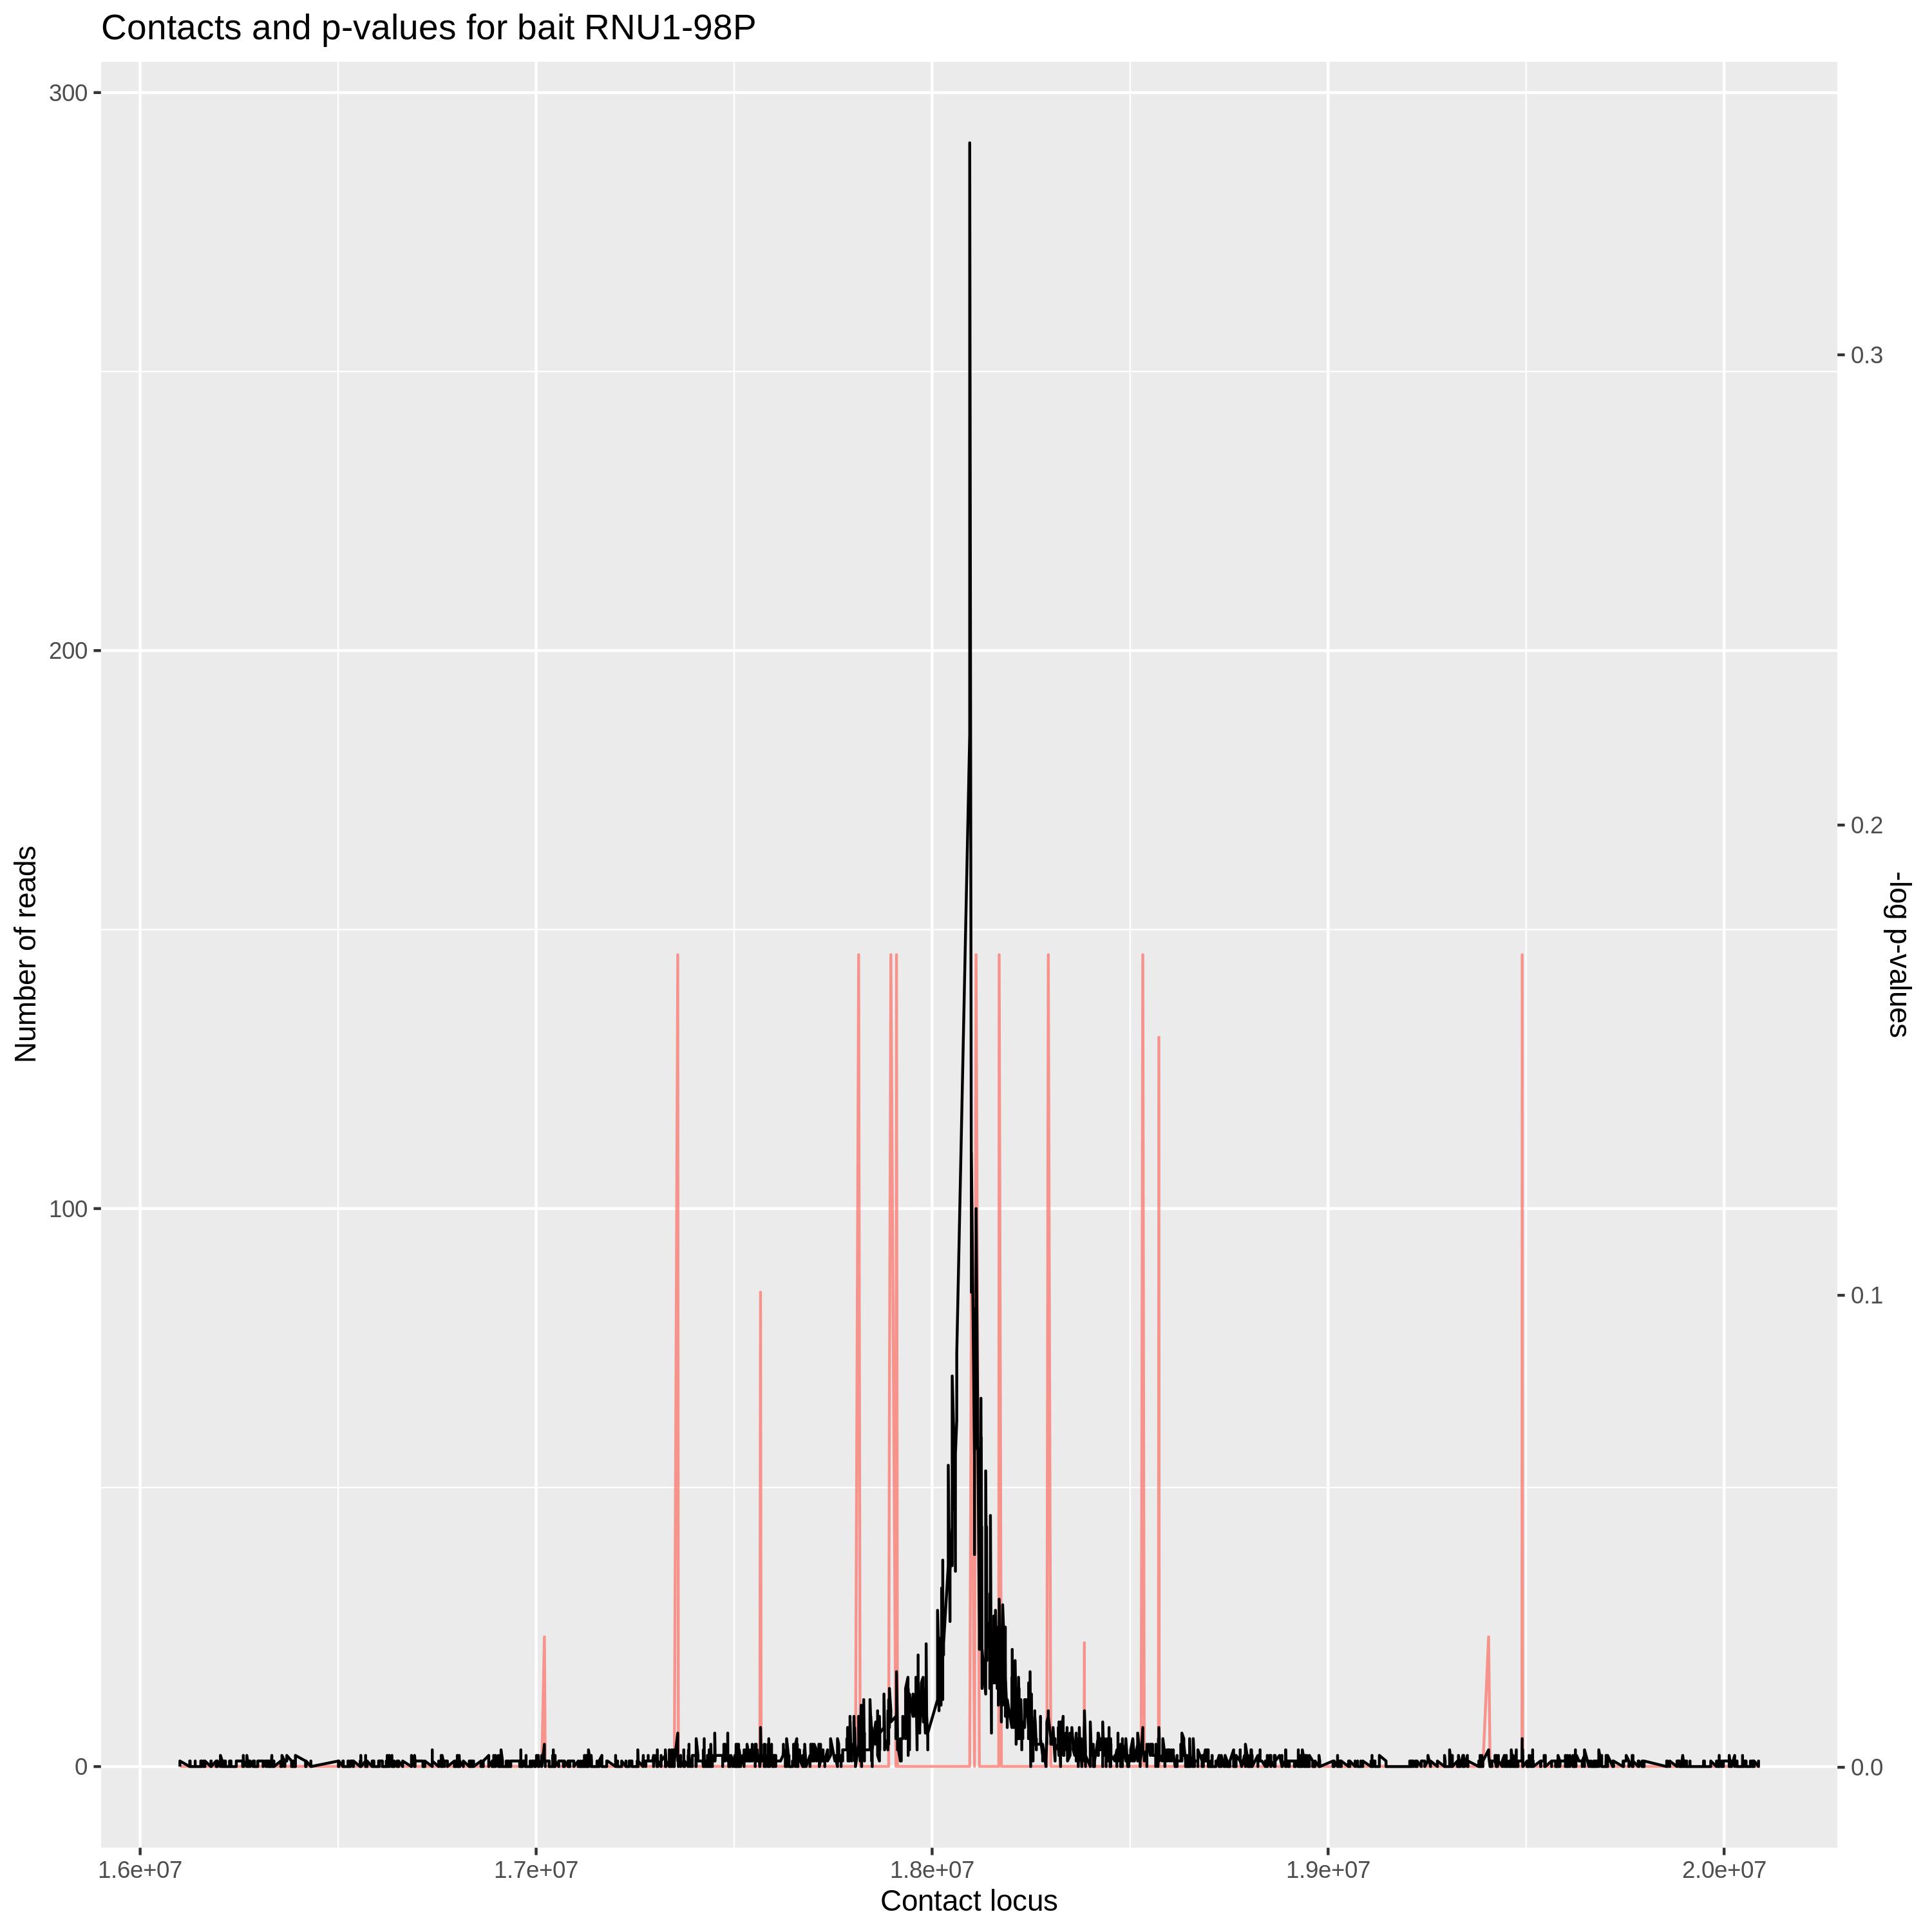 Contacts and p-values for bait RNU1-98P
300
200
100
0
Number of reads
0.3
0.2
0.1
0.0
-log p-values
1.6e+07
1.7e+07
1.8e+07
1.9e+07
2.0e+07
Contact locus